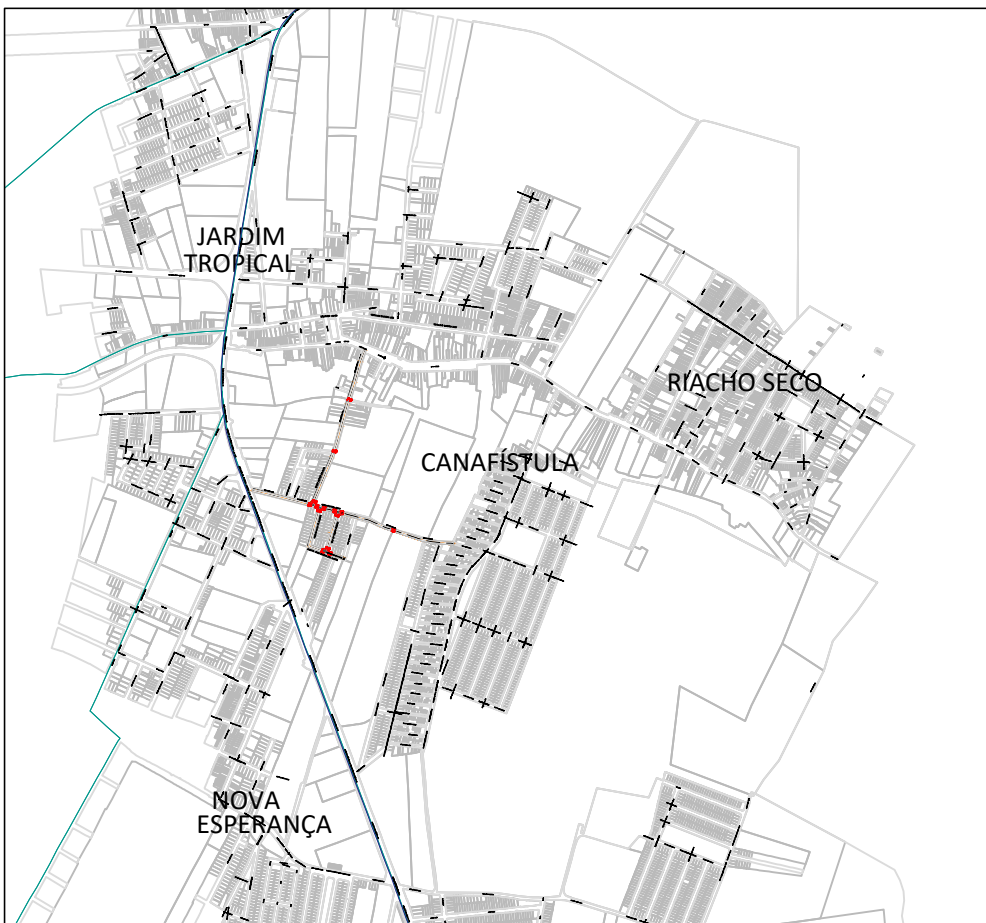 JARDIM
TROPICAL
RIACHO SECO
CANAFÍSTULA
NOVA
ESPERANÇA